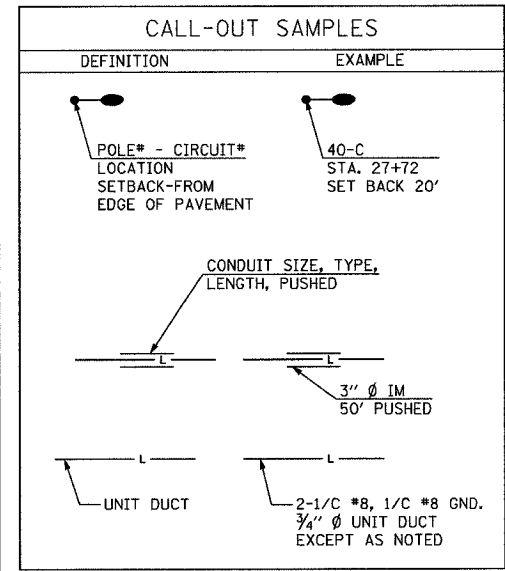 CALL-OUT SAMPLES
DEFINITION
EXAMPLE
POLE# - CIRCUIT#
LOCATION
SETBACK-FROM
EDGE OF PAVEMENT
40-C
STA. 27+72
SET BACK 20'
CONDUIT SIZE, TYPE,
LENGTH, PUSHED
L
L
3" Ø IM
50' PUSHED
L
L
UNIT DUCT
2-1/C #8, 1/C #8 GND.
¾" Ø UNIT DUCT
EXCEPT AS NOTED